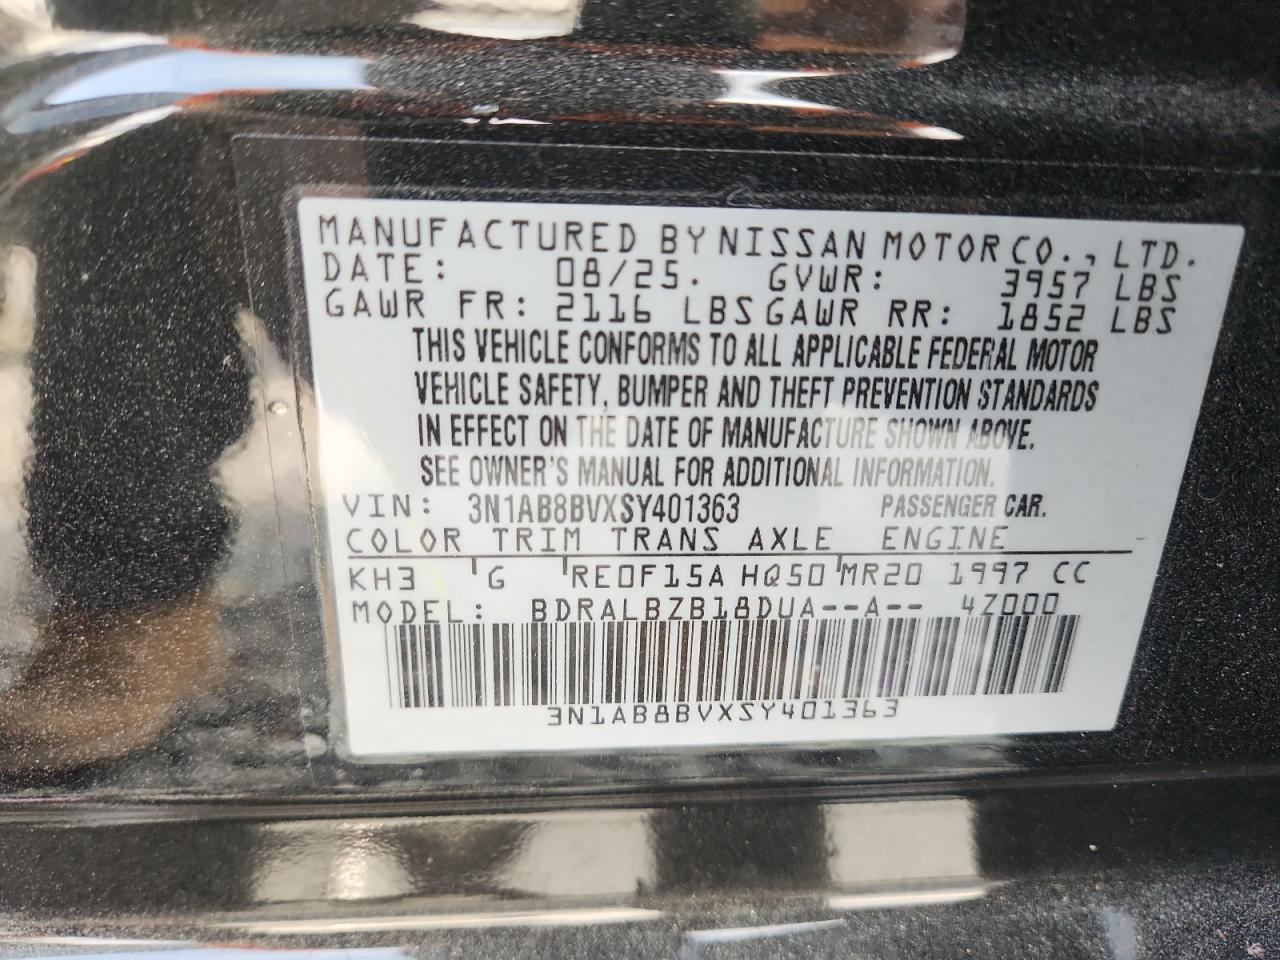 MANUFACTURED BY NISSAN MOTOR CO., LTD.
DATE: 08/25. GVWR: 3957 LBS
GAWR FR: 2116 LBS GAWR RR: 1852 LBS
THIS VEHICLE CONFORMS TO ALL APPLICABLE FEDERAL MOTOR
VEHICLE SAFETY, BUMPER AND THEFT PREVENTION STANDARDS
IN EFFECT ON THE DATE OF MANUFACTURE SHOWN ABOVE.
SEE OWNER'S MANUAL FOR ADDITIONAL INFORMATION.
VIN: 3N1AB8BVXSY401363 PASSENGER CAR.
COLOR TRIM TRANS AXLE ENGINE
KH3 G RE0F15A HQ50 MR20 1997 CC
MODEL: BDRALBZB18DUA--A-- 4Z000
3N1AB8BVXSY401363